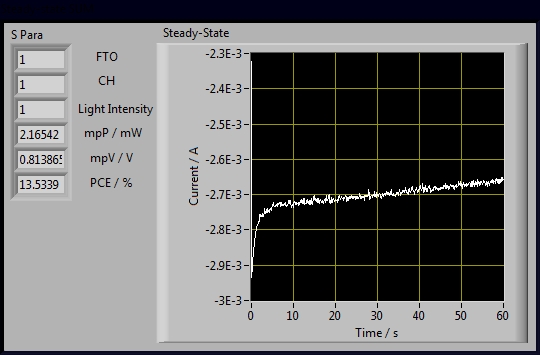 S Para
1 FTO
1 CH
1 Light Intensity
2.16542 mpP / mW
0.813865 mpV / V
13.5339 PCE / %
Steady-State
Current / A
-2.3E-3
-2.4E-3
-2.5E-3
-2.6E-3
-2.7E-3
-2.8E-3
-2.9E-3
-3E-3
0 10 20 30 40 50 60
Time / s